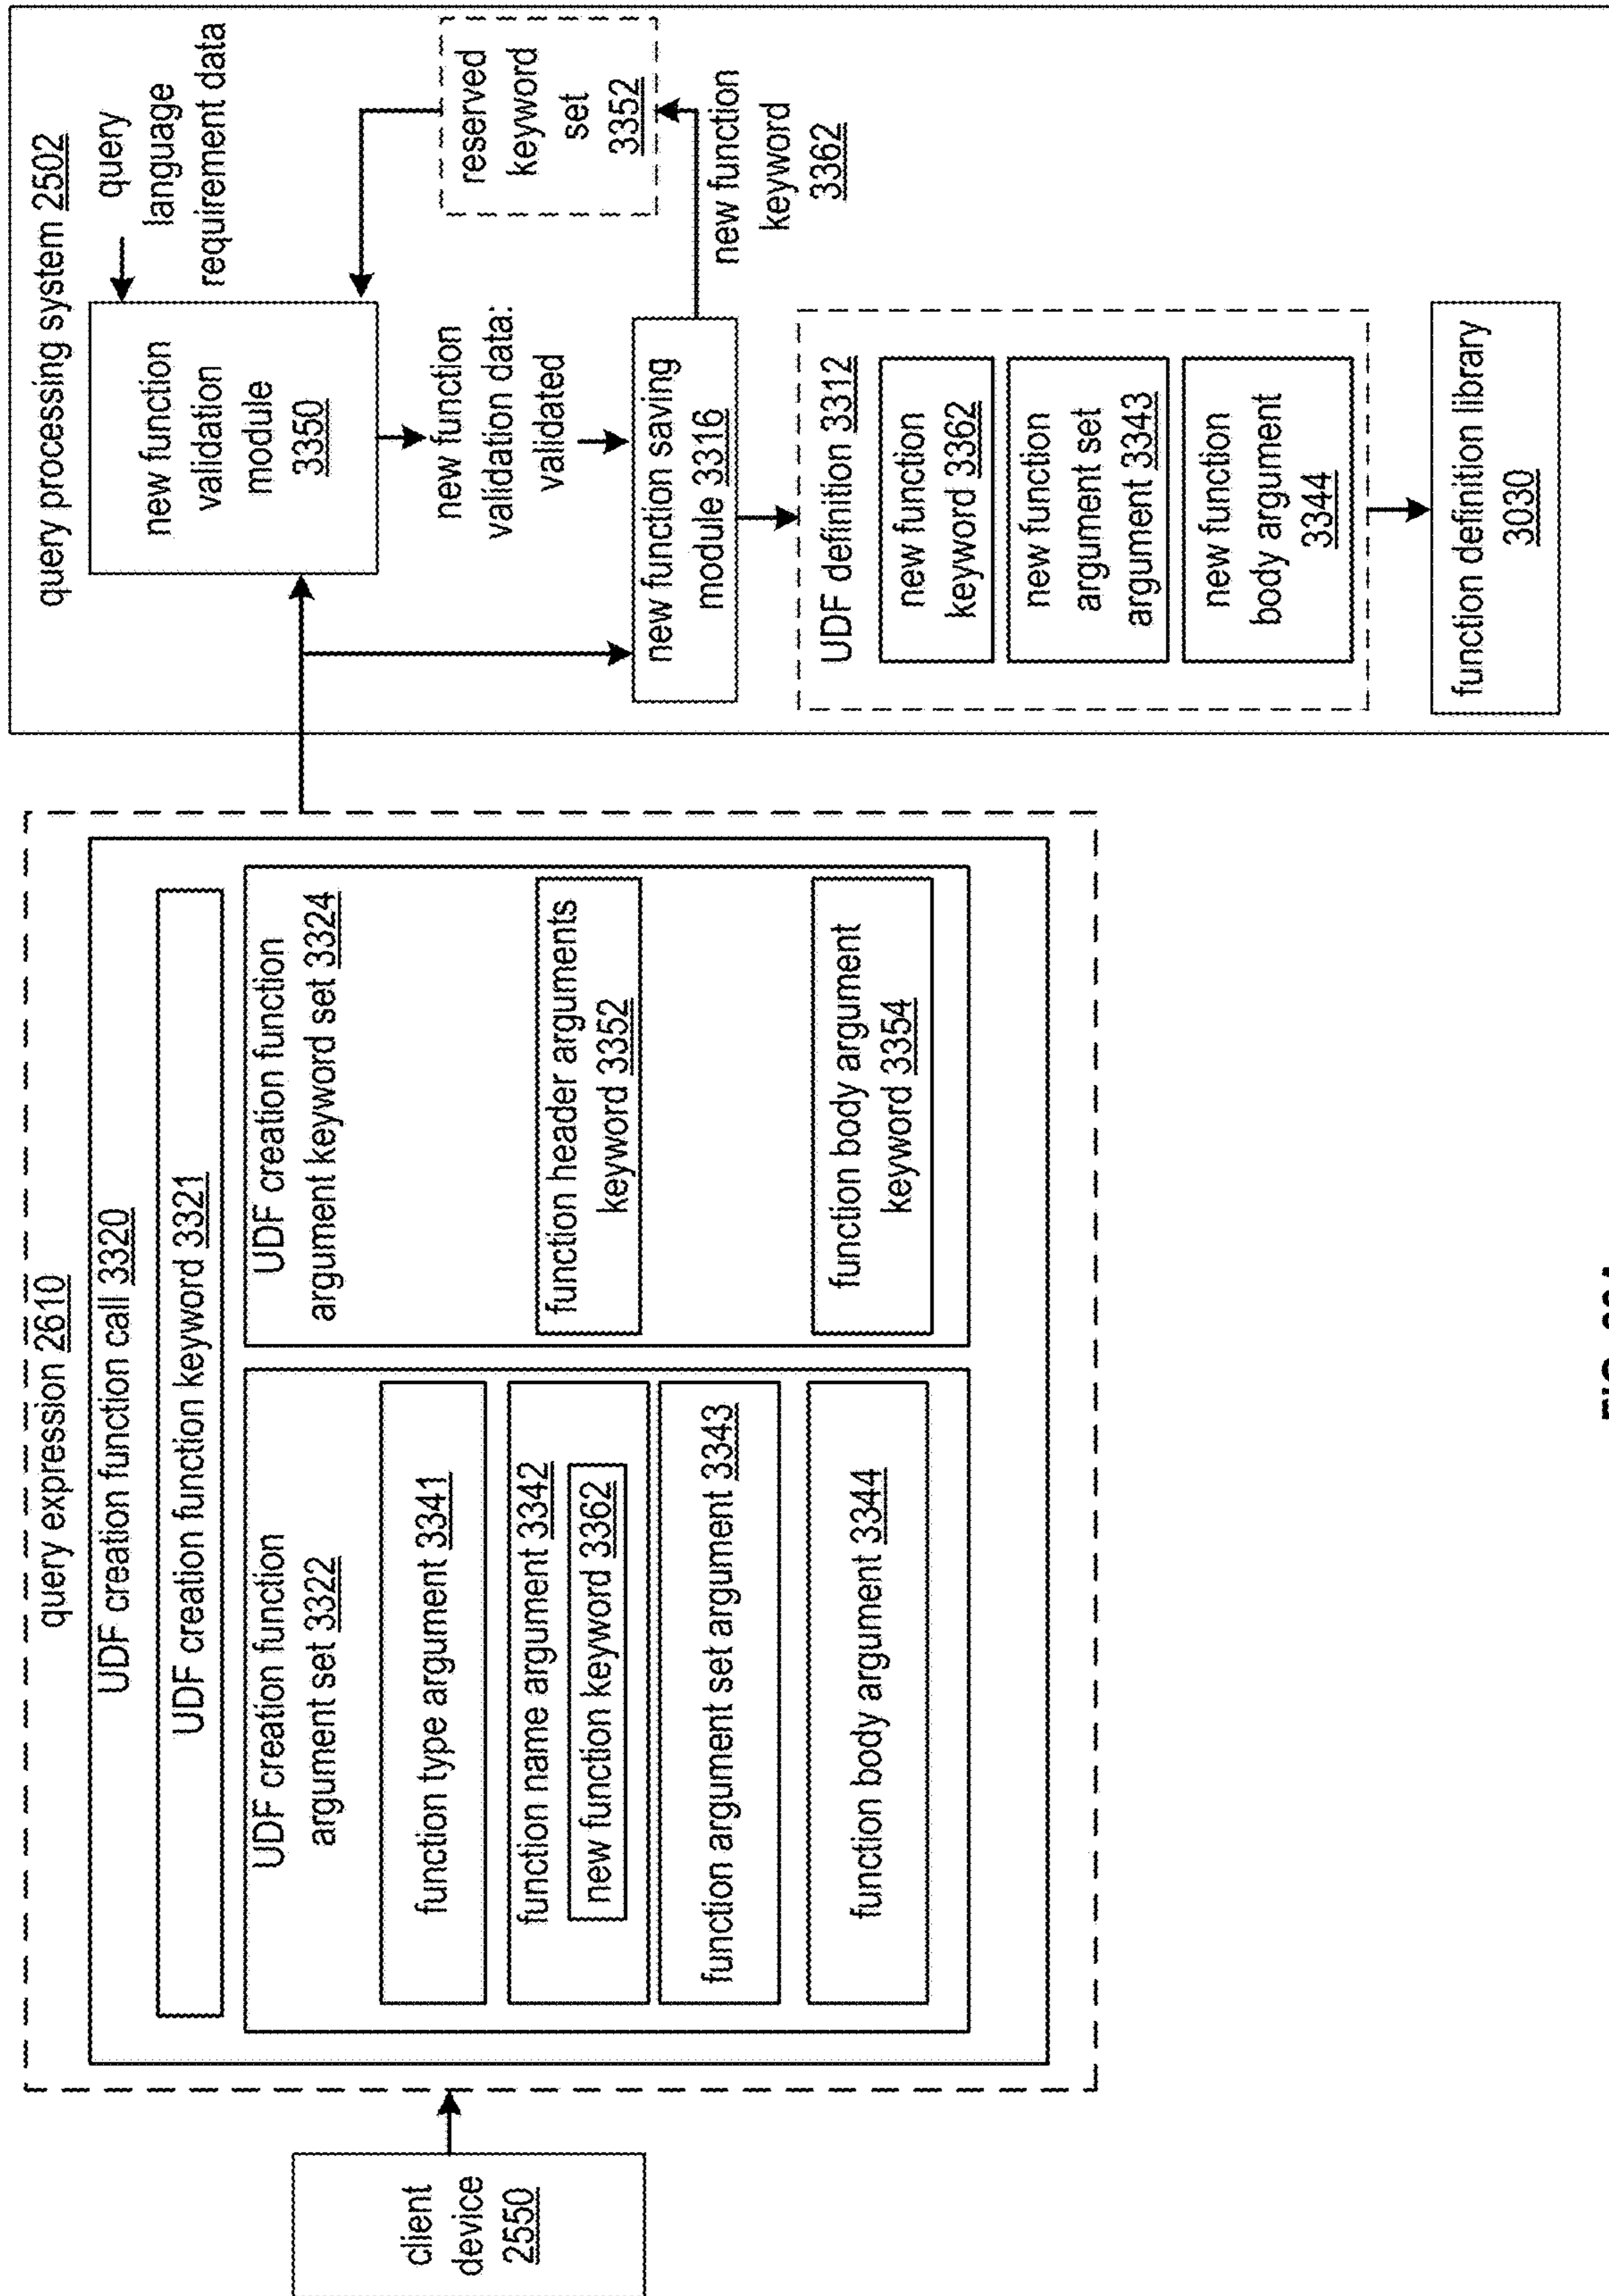 client
device
2550
query expression 2610
UDF creation function call 3320
UDF creation function keyword 3321
UDF creation function
argument set 3322
function type argument 3341
function name argument 3342
new function keyword 3362
function argument set argument 3343
function body argument 3344
UDF creation function
argument keyword set 3324
function header arguments
keyword 3352
function body argument
keyword 3354
query processing system 2502
query
language
requirement data
new function
validation
module
3350
reserved
keyword
set
3352
new function
validation data:
validated
new function
keyword
3362
new function saving
module 3316
UDF definition 3312
new function
keyword 3362
new function
argument set
argument 3343
new function
body argument
3344
function definition library
3030